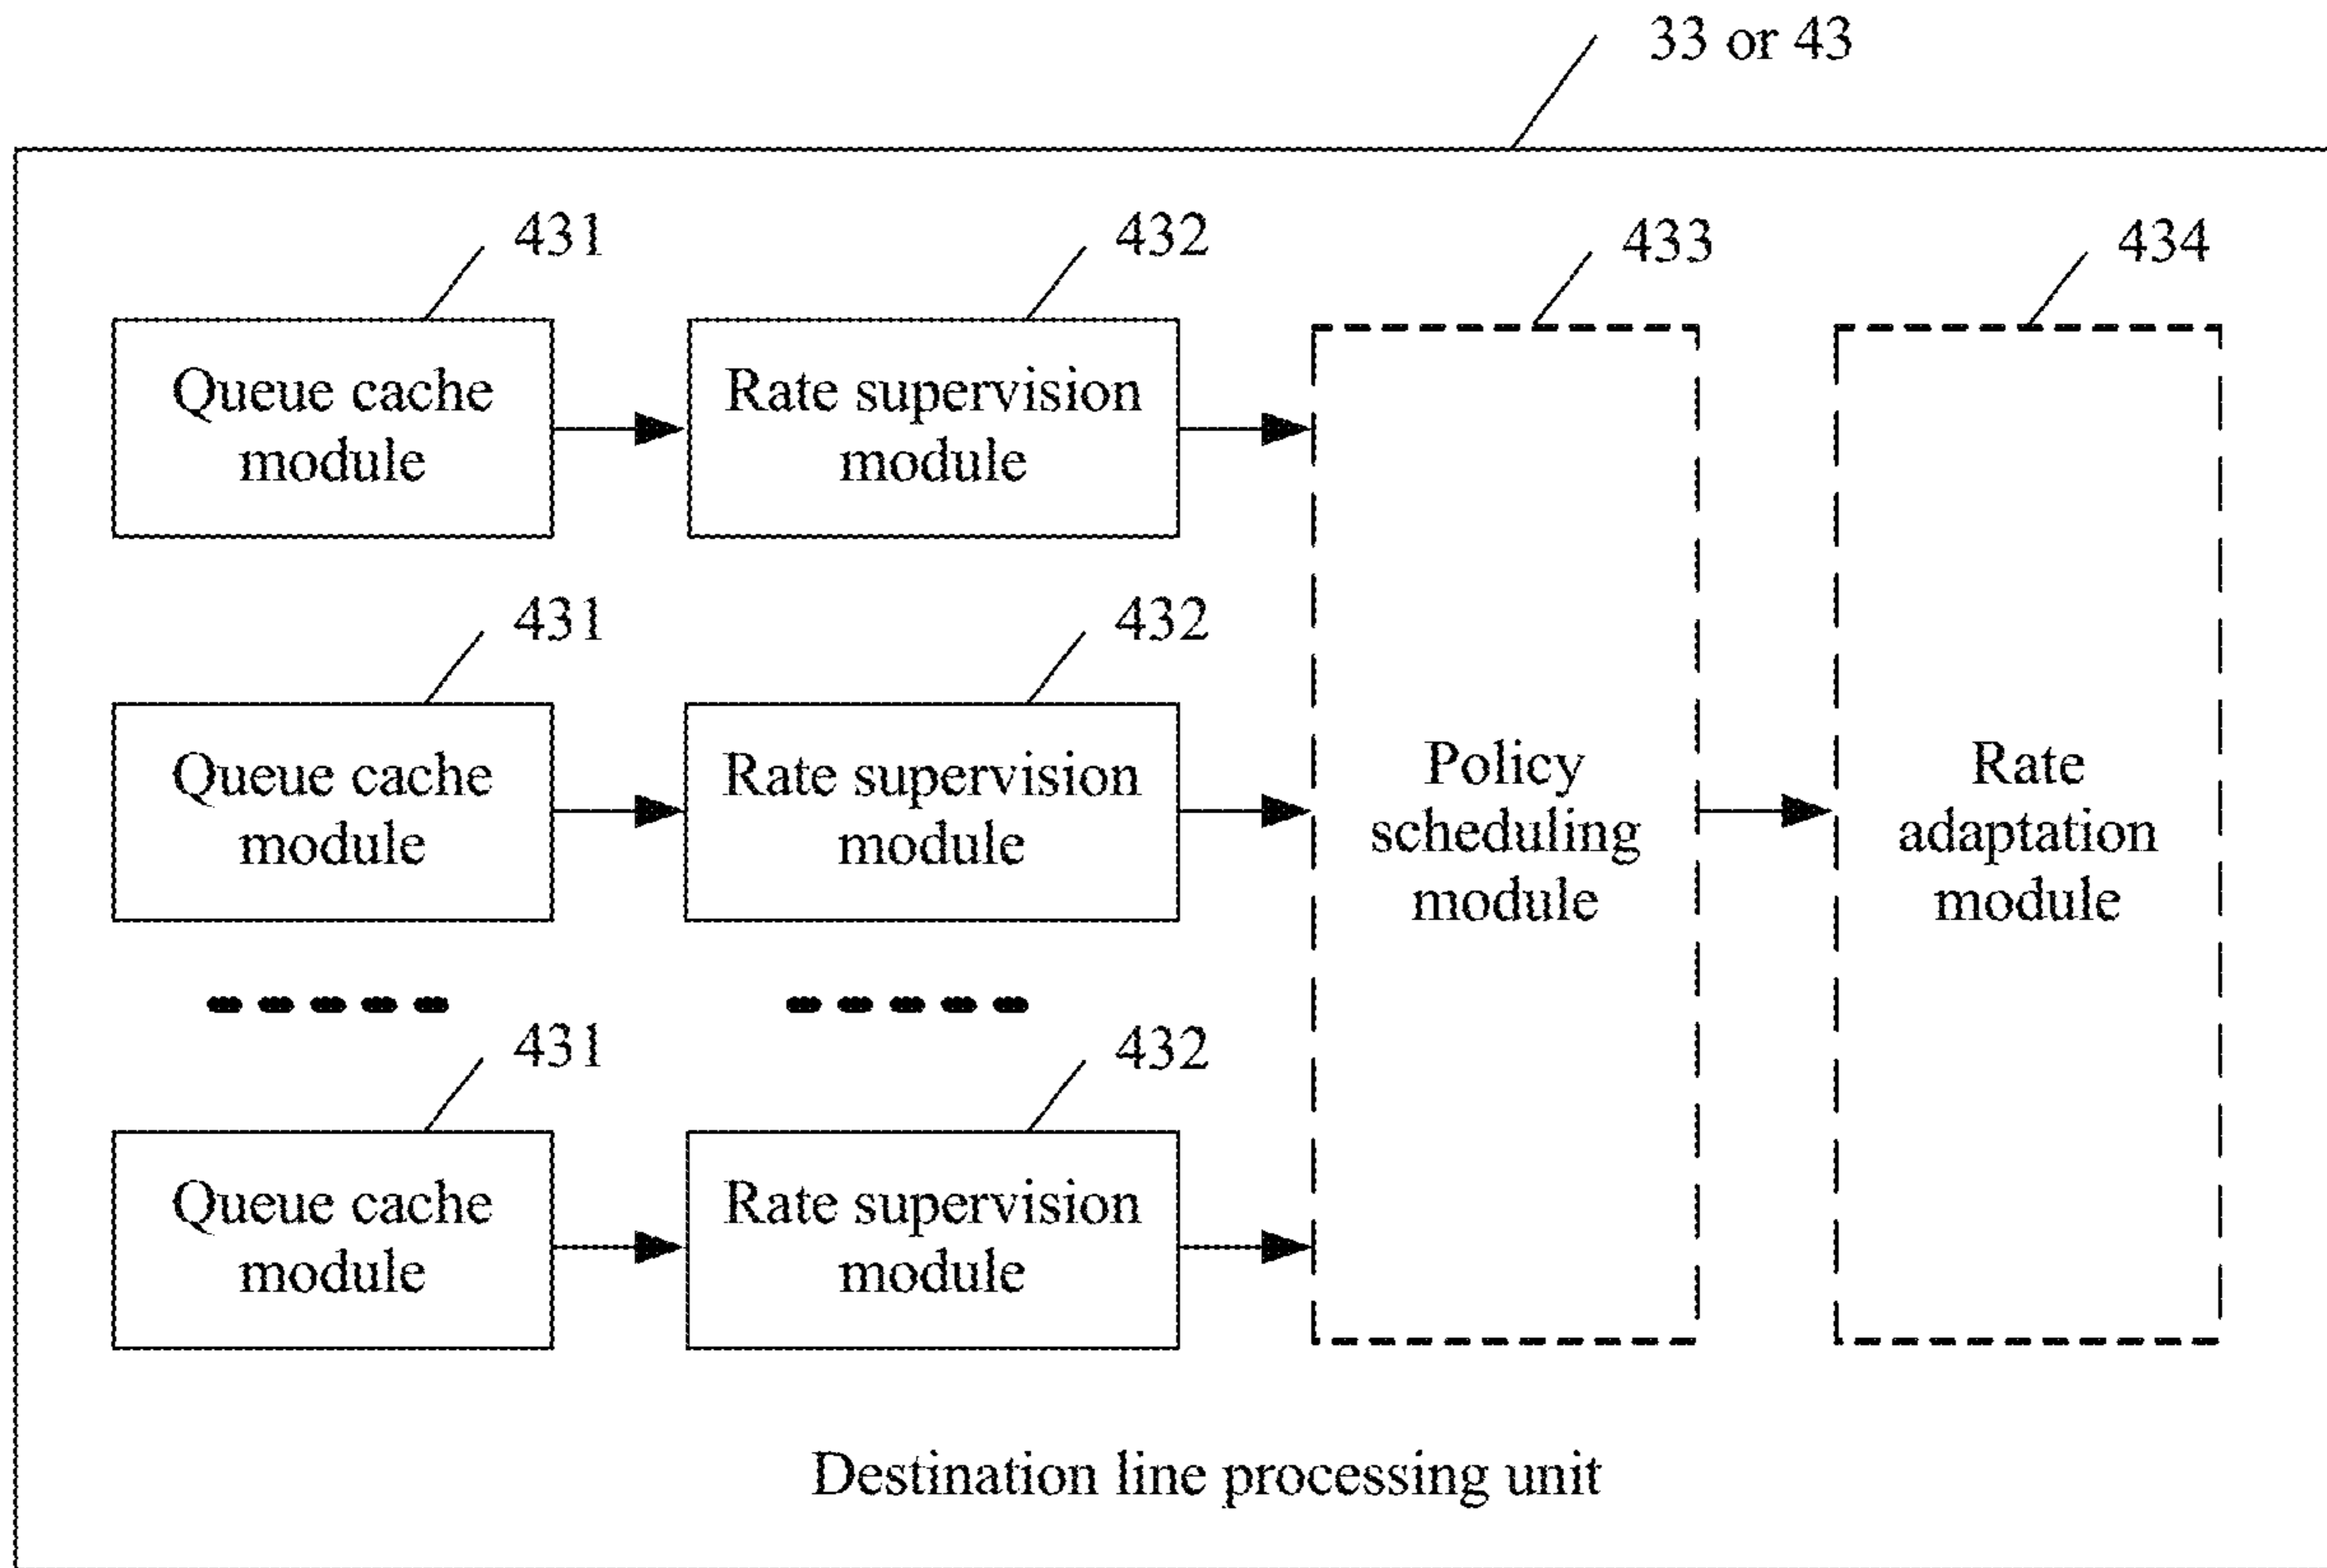 33 or 43
431
432
433
434
Queue cache
module
Rate supervision
module
431
432
Queue cache
module
Rate supervision
module
Policy
scheduling
module
Rate
adaptation
module
431
432
Queue cache
module
Rate supervision
module
Destination line processing unit